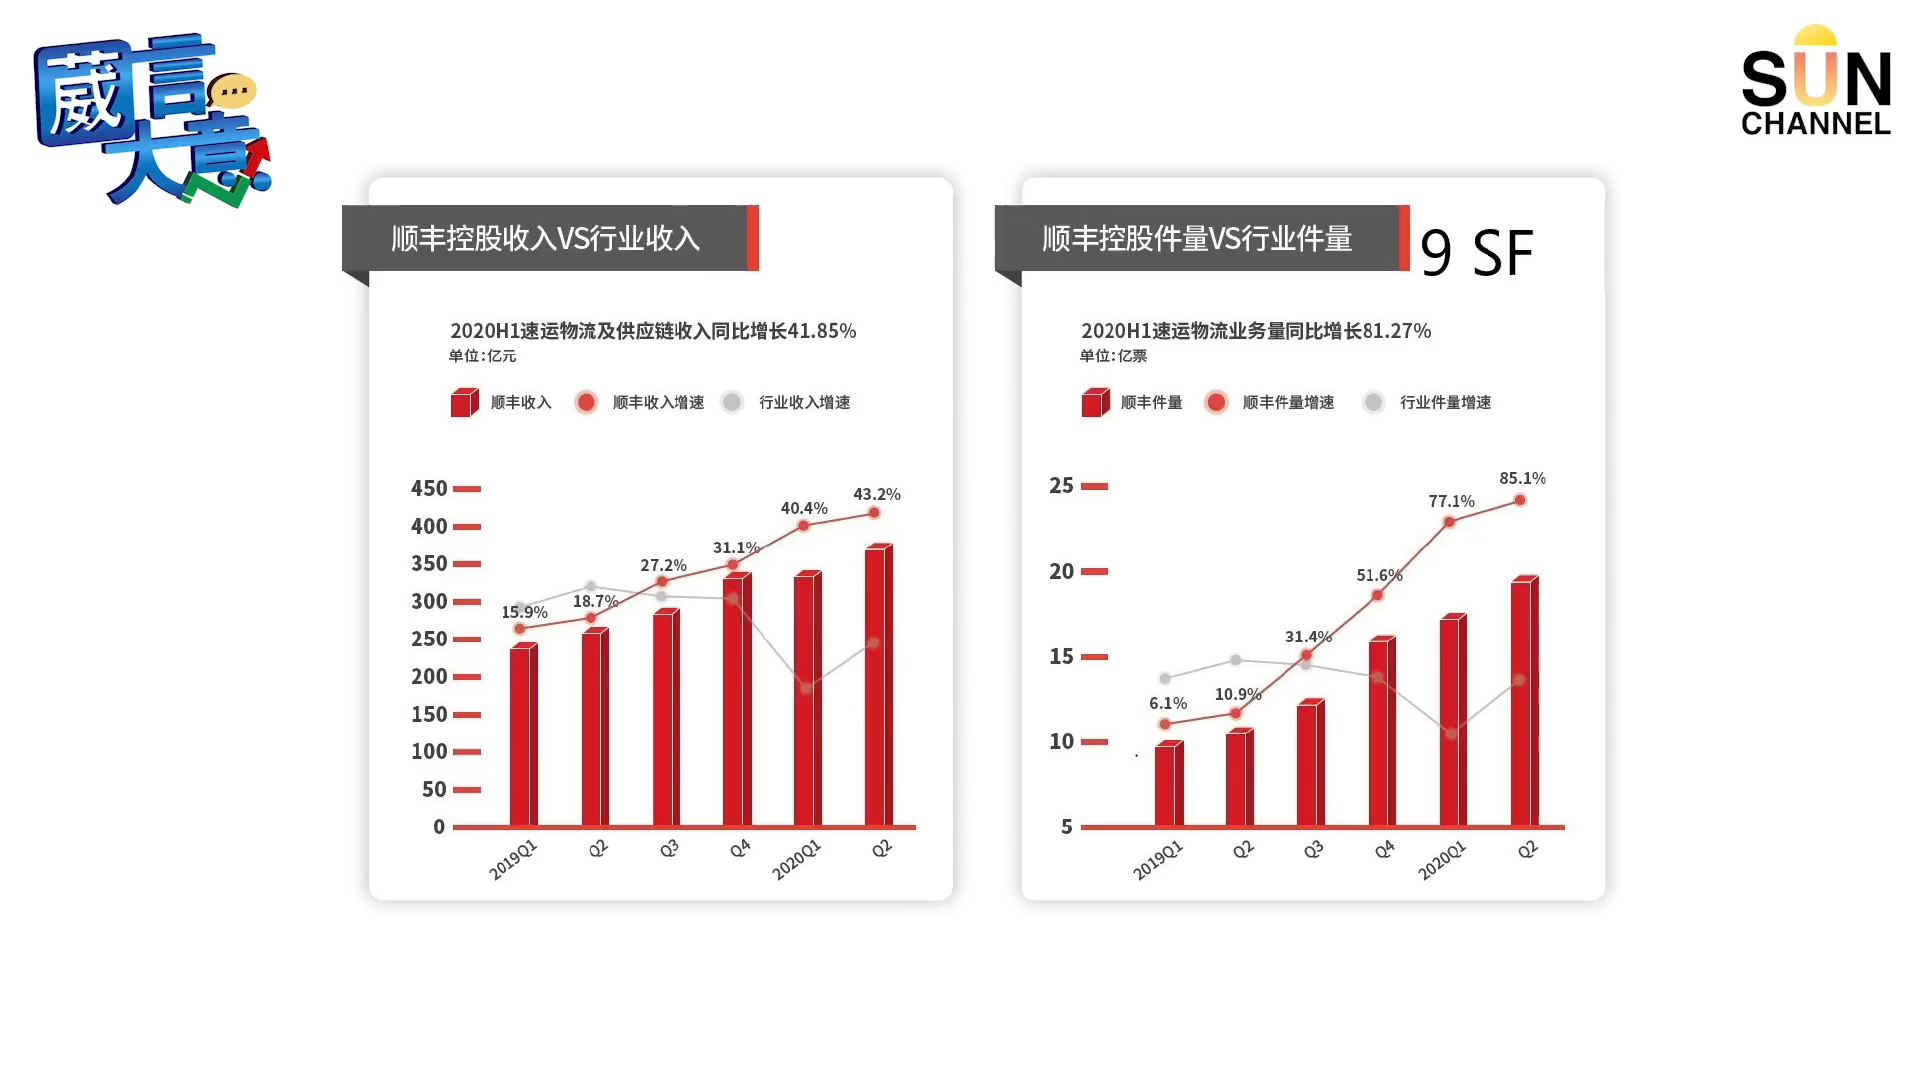 葳信
大意
SUN
CHANNEL
顺丰控股收入VS行业收入
2020H1速运物流及供应链收入同比增长41.85%
单位:亿元
顺丰收入
顺丰收入增速
行业收入增速
450
400
350
300
250
200
150
100
50
0
15.9%
18.7%
27.2%
31.1%
40.4%
43.2%
2019Q1
Q2
Q3
Q4
2020Q1
Q2
顺丰控股件量VS行业件量
9 SF
2020H1速运物流业务量同比增长81.27%
单位:亿票
顺丰件量
顺丰件量增速
行业件量增速
25
20
15
10
5
6.1%
10.9%
31.4%
51.6%
77.1%
85.1%
2019Q1
Q2
Q3
Q4
2020Q1
Q2